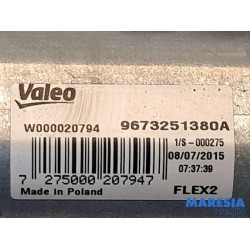 Valeo
W000020794 9673251380A
1/S-000275
08/07/2015
07:37:39
7 275000 207947
Made in Poland FLEX2
MARESIA